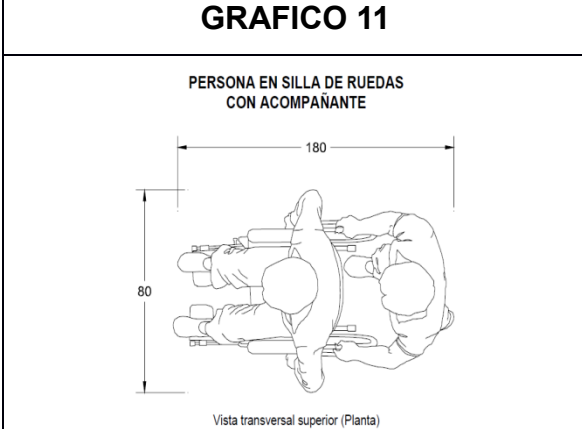 GRAFICO 11
PERSONA EN SILLA DE RUEDAS
CON ACOMPAÑANTE
180
80
Vista transversal superior (Planta)